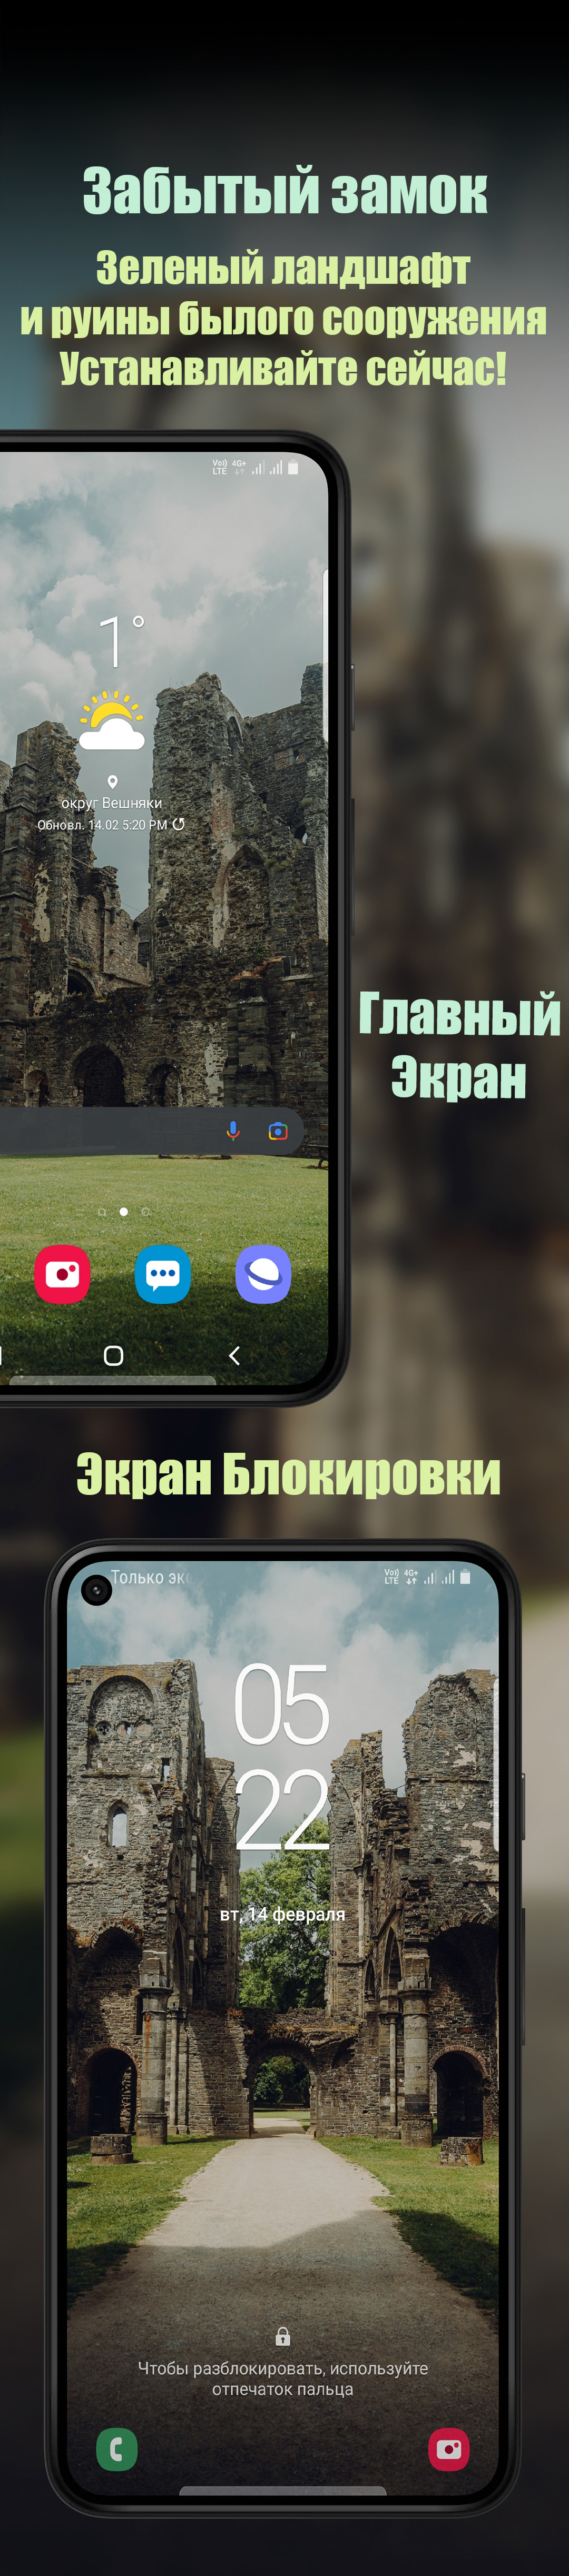 Забытый замок
Зеленый ландшафт
и руины былого сооружения
Устанавливайте сейчас!
Vo)) 4G+
LTE
1°
округ Вешняки
Обновл. 14.02 5:20 PM
Главный
Экран
Экран Блокировки
Только экс
Vo)) 4G+
LTE
05
22
вт, 14 февраля
Чтобы разблокировать, используйте
отпечаток пальца